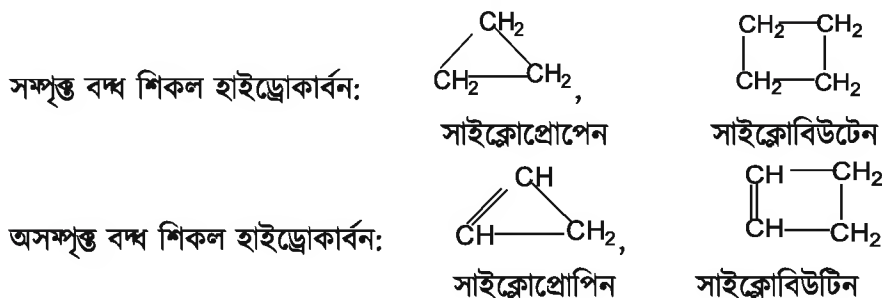 CH₂ CH₂—CH₂
সম্পৃক্ত বদ্ধ শিকল হাইড্রোকার্বন: CH₂—CH₂, CH₂—CH₂
সাইক্লোপ্রোপেন সাইক্লোবিউটেন
CH CH—CH₂
অসম্পৃক্ত বদ্ধ শিকল হাইড্রোকার্বন: CH—CH₂, CH—CH₂
সাইক্লোপ্রোপিন সাইক্লোবিউটিন